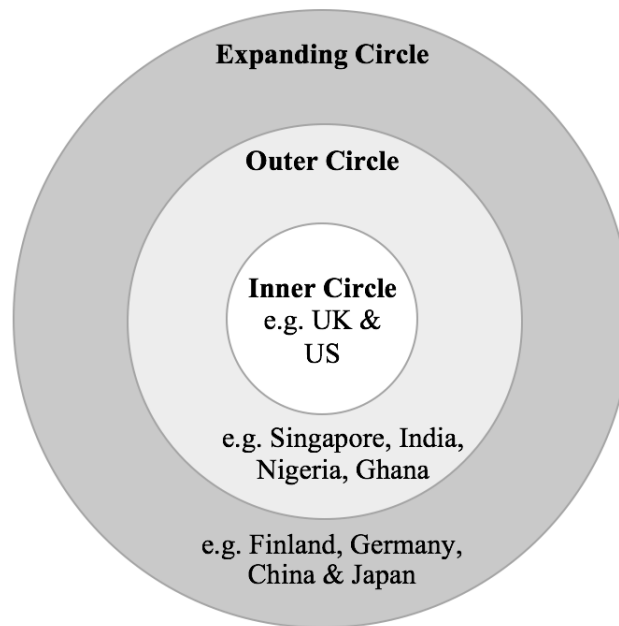 Expanding Circle
Outer Circle
Inner Circle
e.g. UK &
US
e.g. Singapore, India,
Nigeria, Ghana
e.g. Finland, Germany,
China & Japan